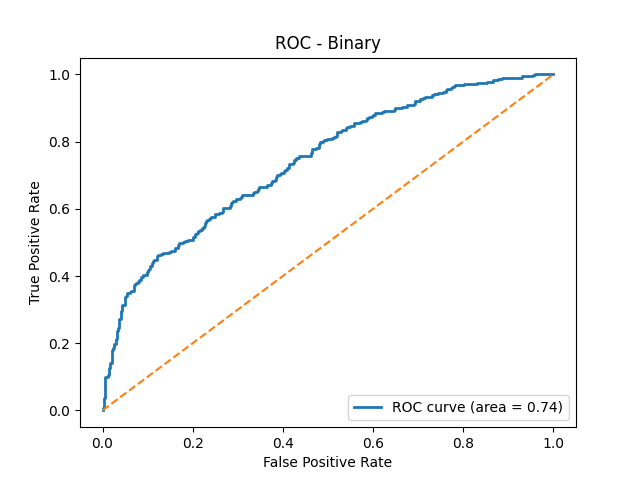 ROC - Binary
True Positive Rate
1.0
0.8
0.6
0.4
0.2
0.0
ROC curve (area = 0.74)
0.0 0.2 0.4 0.6 0.8 1.0
False Positive Rate